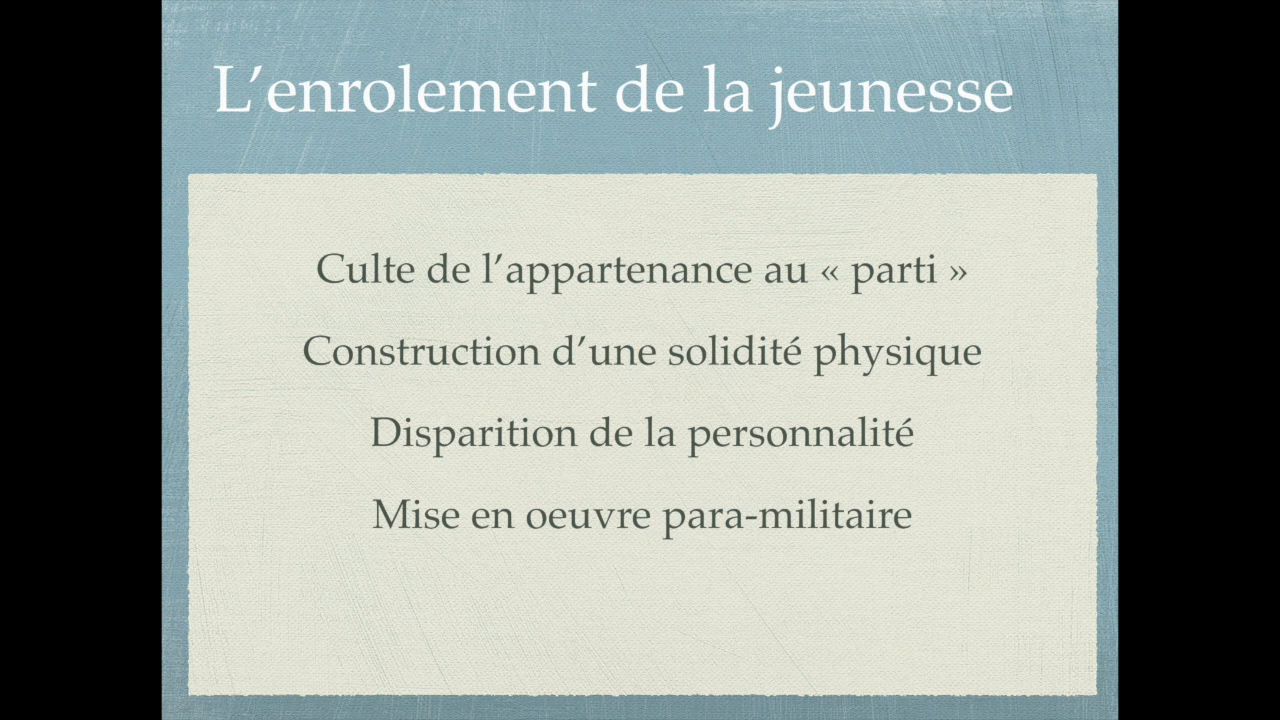 L’enrolement de la jeunesse
Culte de l’appartenance au « parti »
Construction d’une solidité physique
Disparition de la personnalité
Mise en oeuvre para-militaire